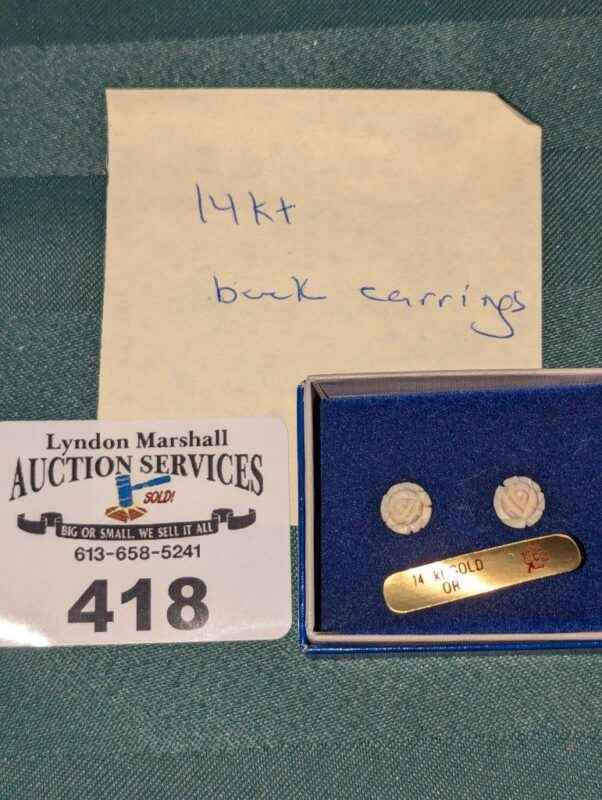 14kt
back earrings
Lyndon Marshall
AUCTION SERVICES
SOLD!
BIG OR SMALL, WE SELL IT ALL
613-658-5241
418
14 kt GOLD
OR